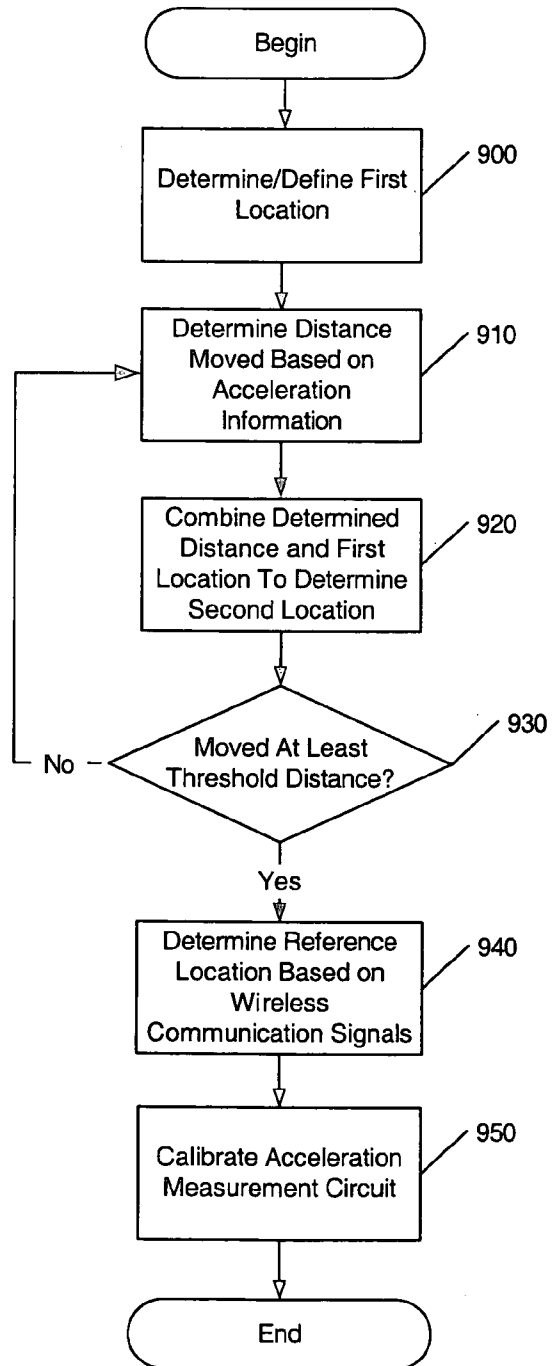 Begin
900
Determine/Define First
Location
Determine Distance
Moved Based on
Acceleration
Information
910
Combine Determined
Distance and First
Location To Determine
Second Location
920
Moved At Least
Threshold Distance?
930
No
Yes
Determine Reference
Location Based on
Wireless
Communication Signals
940
Calibrate Acceleration
Measurement Circuit
950
End